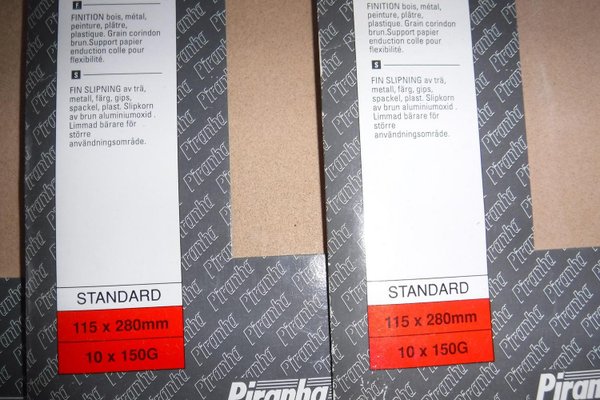 F
FINITION bois, métal,
peinture, plâtre,
plastique. Grain corindon
brun.Support papier
enduction colle pour
flexibilité.
S
FIN SLIPNING av trä,
metall, färg, gips,
spackel, plast. Slipkorn
av brun aluminiumoxid .
Limmad bärare för
större
användningsområde.
STANDARD
115 x 280mm
10 x 150G
Piranha
FINITION bois, métal,
peinture, plâtre,
plastique. Grain corindon
brun.Support papier
enduction colle pour
flexibilité.
S
FIN SLIPNING av trä,
metall, färg, gips,
spackel, plast. Slipkorn
av brun aluminiumoxid .
Limmad bärare för
större
användningsområde.
STANDARD
115 x 280mm
10 x 150G
Piranha